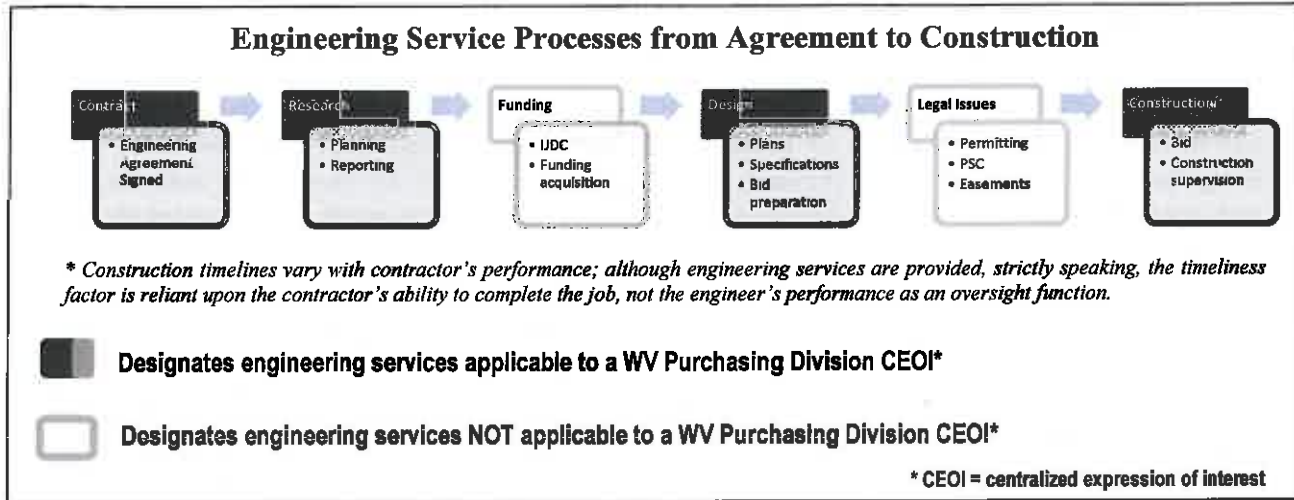 Engineering Service Processes from Agreement to Construction
Contract
• Engineering
Agreement
Signed
Research
• Planning
• Reporting
Funding
• IJDC
• Funding
acquisition
Design
• Plans
• Specifications
• Bid
preparation
Legal Issues
• Permitting
• PSC
• Easements
Construction*
• Bid
• Construction
supervision
* Construction timelines vary with contractor's performance; although engineering services are provided, strictly speaking, the timeliness
factor is reliant upon the contractor's ability to complete the job, not the engineer's performance as an oversight function.
Designates engineering services applicable to a WV Purchasing Division CEOI*
Designates engineering services NOT applicable to a WV Purchasing Division CEOI*
* CEOI = centralized expression of interest